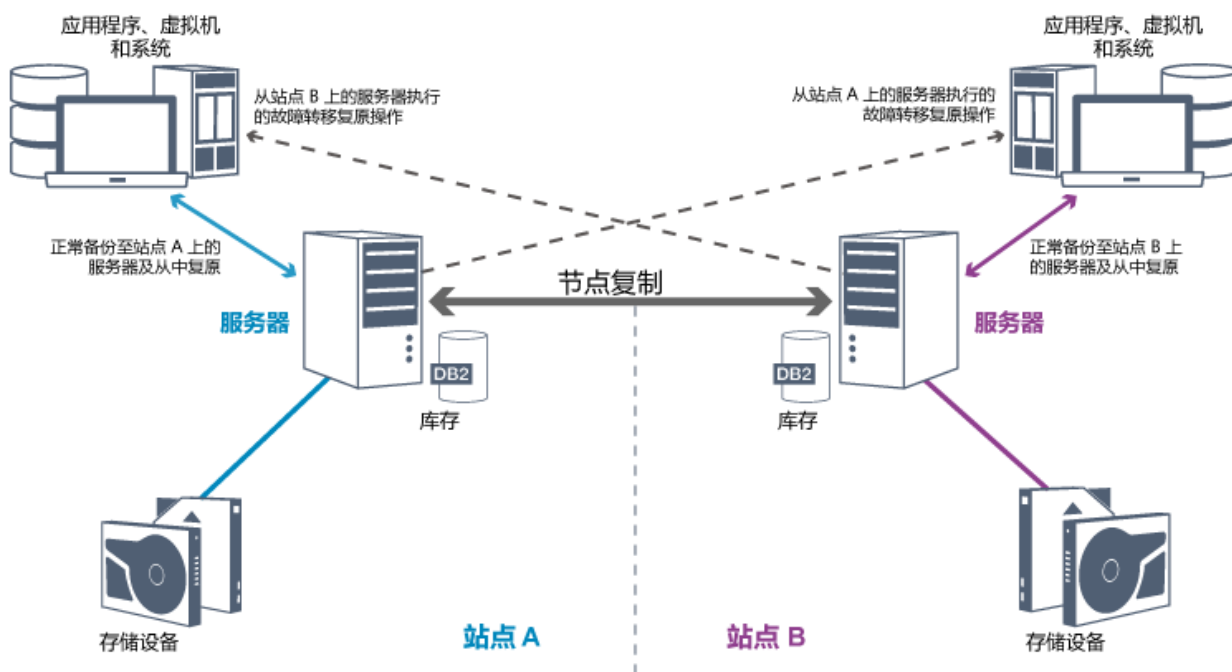 应用程序、虚拟机
和系统
应用程序、虚拟机
和系统
从站点 B 上的服务器执行
的故障转移复原操作
从站点 A 上的服务器执行的
故障转移复原操作
正常备份至站点 A 上的
服务器及从中复原
正常备份至站点 B 上
的服务器及从中复原
节点复制
服务器
服务器
DB2
DB2
库存
库存
存储设备
站点 A
站点 B
存储设备